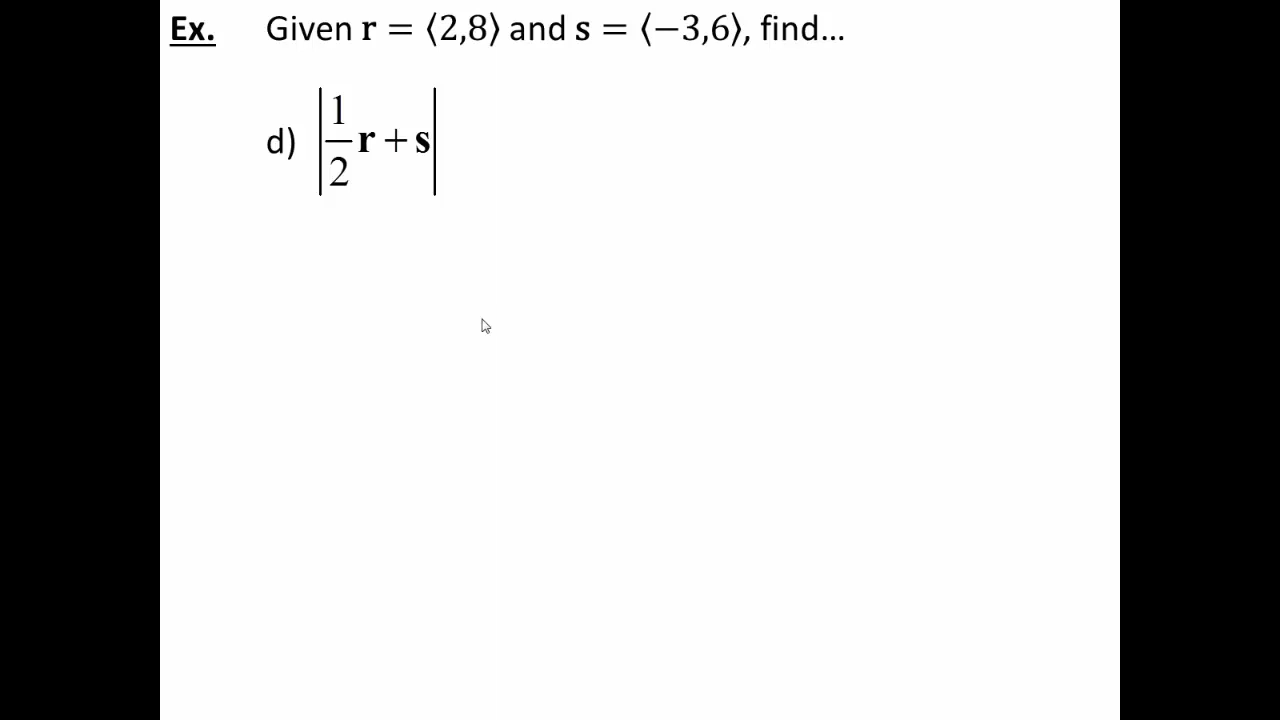 Ex. Given r = ⟨2,8⟩ and s = ⟨−3,6⟩, find...
d) |1/2 r + s|